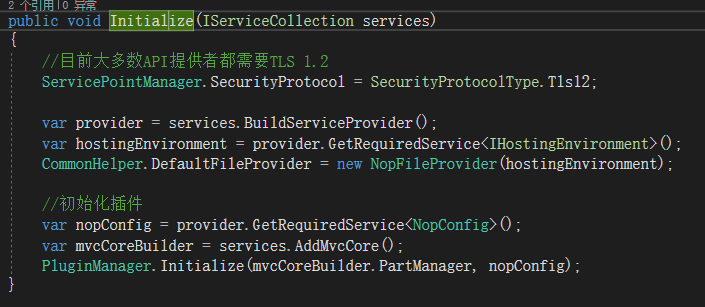 2 个引用|0 异常
public void Initialize(IServiceCollection services)
{
//目前大多数API提供者都需要TLS 1.2
ServicePointManager.SecurityProtocol = SecurityProtocolType.Tls12;
var provider = services.BuildServiceProvider();
var hostingEnvironment = provider.GetRequiredService<IHostingEnvironment>();
CommonHelper.DefaultFileProvider = new NopFileProvider(hostingEnvironment);
//初始化插件
var nopConfig = provider.GetRequiredService<NopConfig>();
var mvcCoreBuilder = services.AddMvcCore();
PluginManager.Initialize(mvcCoreBuilder.PartManager, nopConfig);
}